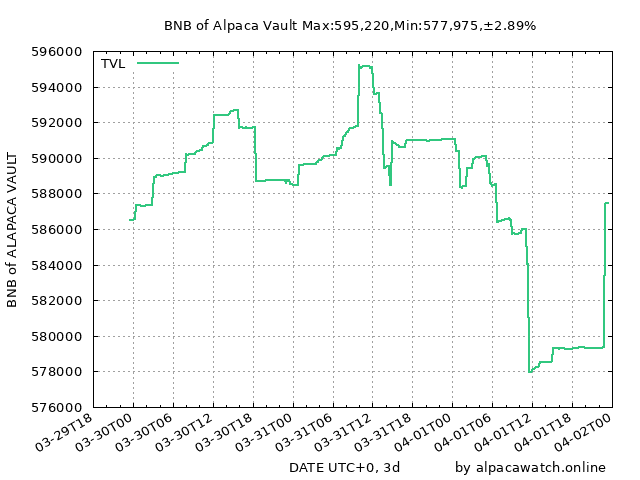 BNB of Alpaca Vault Max:595,220,Min:577,975,±2.89%
TVL
BNB of ALAPACA VAULT
596000
594000
592000
590000
588000
586000
584000
582000
580000
578000
576000
03-29T18
03-30T00
03-30T06
03-30T12
03-30T18
03-31T00
03-31T06
03-31T12
03-31T18
04-01T00
04-01T06
04-01T12
04-01T18
04-02T00
DATE UTC+0, 3d
by alpacawatch.online